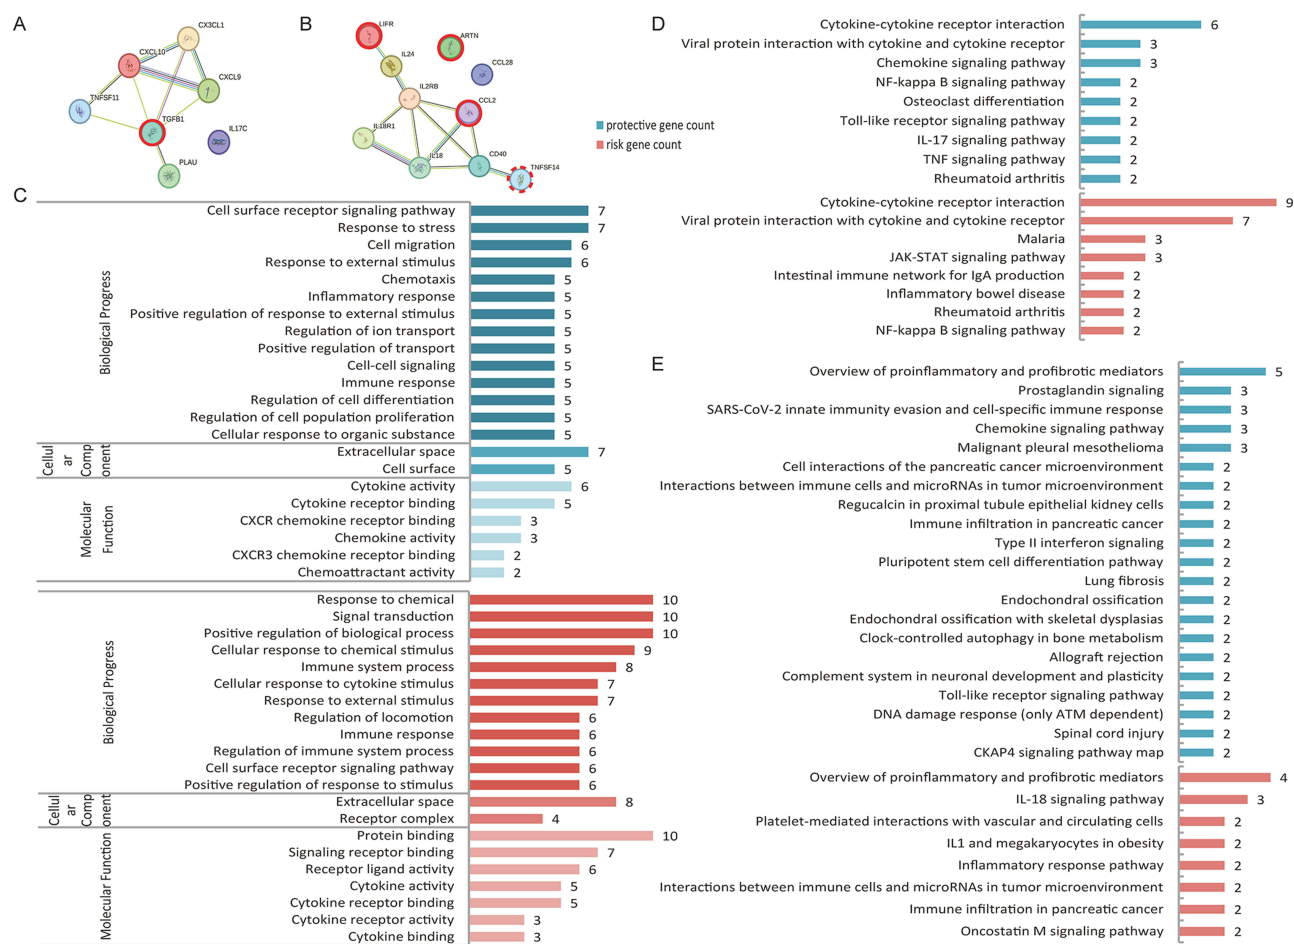 A
CX3CL1
CXCL10
CXCL9
TNFSF11
TGFB1
IL17C
PLAU
B
LIFR
ARTN
IL24
CCL28
IL2RB
CCL2
IL18R1
IL18
CD40
TNFSF14
protective gene count
risk gene count
C
Biological Progress
Cell surface receptor signaling pathway 7
Response to stress 7
Cell migration 6
Response to external stimulus 6
Chemotaxis 5
Inflammatory response 5
Positive regulation of response to external stimulus 5
Regulation of ion transport 5
Positive regulation of transport 5
Cell-cell signaling 5
Immune response 5
Regulation of cell differentiation 5
Regulation of cell population proliferation 5
Cellular response to organic substance 5
Cellul
ar
Comp
onent
Extracellular space 7
Cell surface 5
Molecular
Function
Cytokine activity 6
Cytokine receptor binding 5
CXCR chemokine receptor binding 3
Chemokine activity 3
CXCR3 chemokine receptor binding 2
Chemoattractant activity 2
Biological Progress
Response to chemical 10
Signal transduction 10
Positive regulation of biological process 10
Cellular response to chemical stimulus 9
Immune system process 8
Cellular response to cytokine stimulus 7
Response to external stimulus 7
Regulation of locomotion 6
Immune response 6
Regulation of immune system process 6
Cell surface receptor signaling pathway 6
Positive regulation of response to stimulus 6
Cellul
ar
Comp
onent
Extracellular space 8
Receptor complex 4
Molecular Function
Protein binding 10
Signaling receptor binding 7
Receptor ligand activity 6
Cytokine activity 5
Cytokine receptor binding 5
Cytokine receptor activity 3
Cytokine binding 3
D
Cytokine-cytokine receptor interaction 6
Viral protein interaction with cytokine and cytokine receptor 3
Chemokine signaling pathway 3
NF-kappa B signaling pathway 2
Osteoclast differentiation 2
Toll-like receptor signaling pathway 2
IL-17 signaling pathway 2
TNF signaling pathway 2
Rheumatoid arthritis 2
Cytokine-cytokine receptor interaction 9
Viral protein interaction with cytokine and cytokine receptor 7
Malaria 3
JAK-STAT signaling pathway 3
Intestinal immune network for IgA production 2
Inflammatory bowel disease 2
Rheumatoid arthritis 2
NF-kappa B signaling pathway 2
E
Overview of proinflammatory and profibrotic mediators 5
Prostaglandin signaling 3
SARS-CoV-2 innate immunity evasion and cell-specific immune response 3
Chemokine signaling pathway 3
Malignant pleural mesothelioma 3
Cell interactions of the pancreatic cancer microenvironment 2
Interactions between immune cells and microRNAs in tumor microenvironment 2
Regucalcin in proximal tubule epithelial kidney cells 2
Immune infiltration in pancreatic cancer 2
Type II interferon signaling 2
Pluripotent stem cell differentiation pathway 2
Lung fibrosis 2
Endochondral ossification 2
Endochondral ossification with skeletal dysplasias 2
Clock-controlled autophagy in bone metabolism 2
Allograft rejection 2
Complement system in neuronal development and plasticity 2
Toll-like receptor signaling pathway 2
DNA damage response (only ATM dependent) 2
Spinal cord injury 2
CKAP4 signaling pathway map 2
Overview of proinflammatory and profibrotic mediators 4
IL-18 signaling pathway 3
Platelet-mediated interactions with vascular and circulating cells 2
IL1 and megakaryocytes in obesity 2
Inflammatory response pathway 2
Interactions between immune cells and microRNAs in tumor microenvironment 2
Immune infiltration in pancreatic cancer 2
Oncostatin M signaling pathway 2